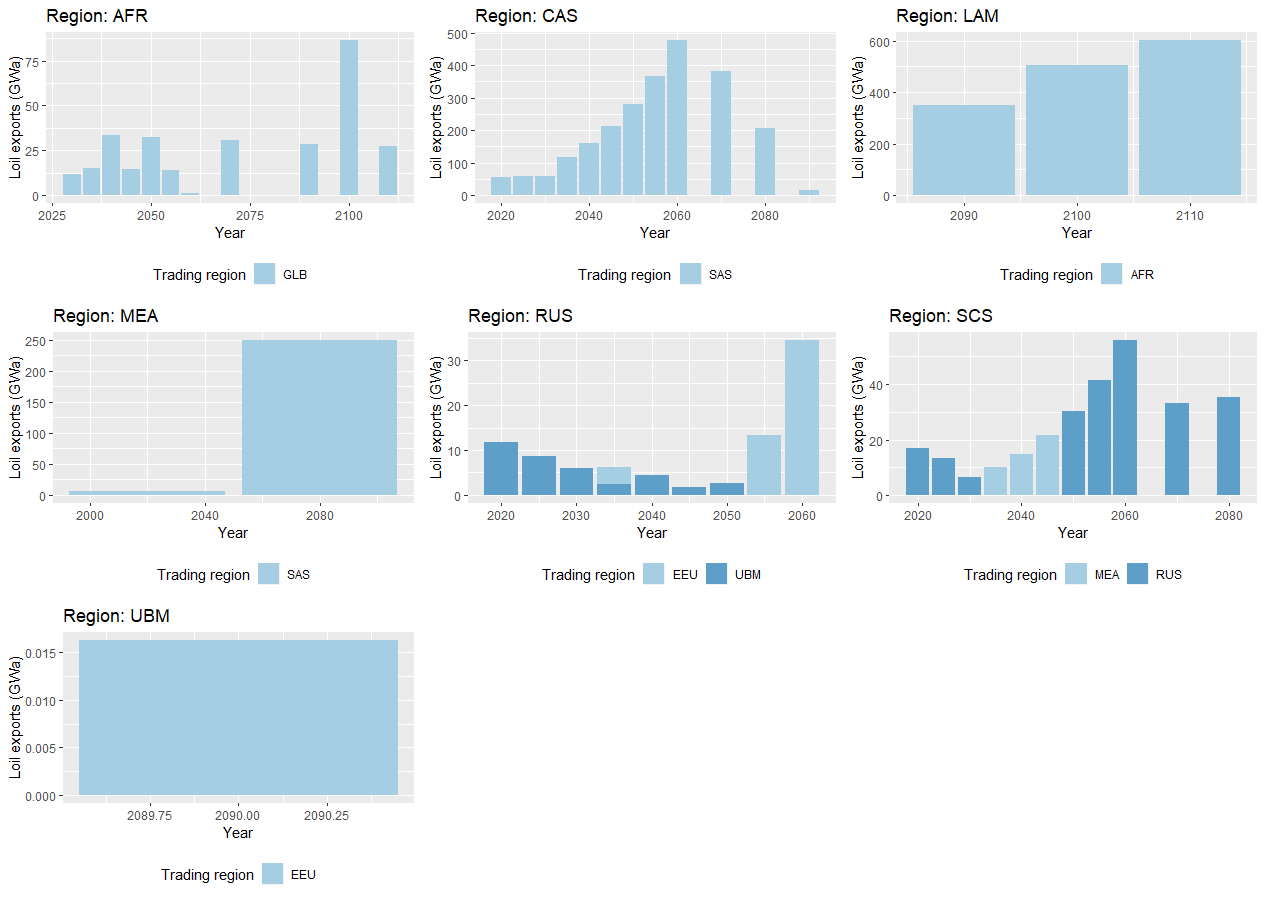 Region: AFR
Loil exports (GWa)
75
50
25
0
2025 2050 2075 2100
Year
Trading region GLB
Region: CAS
Loil exports (GWa)
500
400
300
200
100
0
2020 2040 2060 2080
Year
Trading region SAS
Region: LAM
Loil exports (GWa)
600
400
200
0
2090 2100 2110
Year
Trading region AFR
Region: MEA
Loil exports (GWa)
250
200
150
100
50
0
2000 2040 2080
Year
Trading region SAS
Region: RUS
Loil exports (GWa)
30
20
10
0
2020 2030 2040 2050 2060
Year
Trading region EEU UBM
Region: SCS
Loil exports (GWa)
40
20
0
2020 2040 2060 2080
Year
Trading region MEA RUS
Region: UBM
Loil exports (GWa)
0.015
0.010
0.005
0.000
2089.75 2090.00 2090.25
Year
Trading region EEU